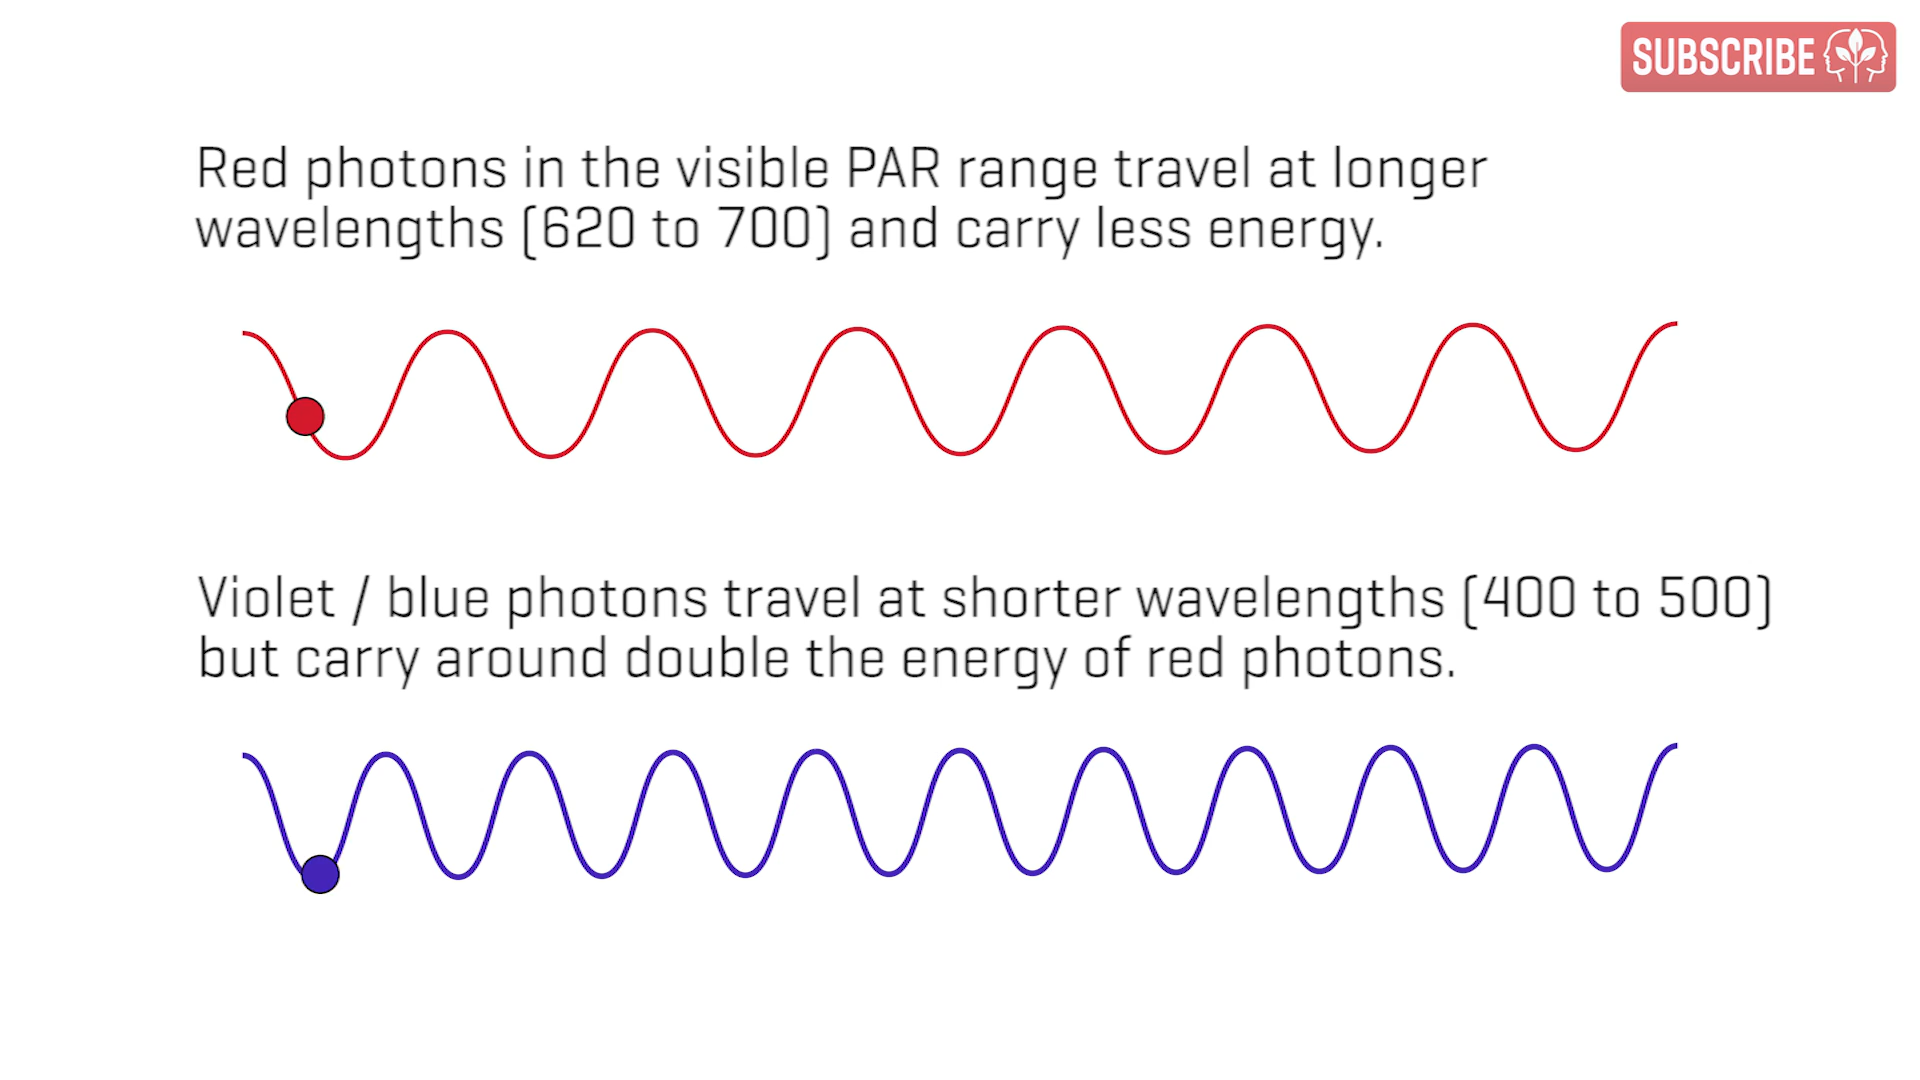 SUBSCRIBE
Red photons in the visible PAR range travel at longer
wavelengths (620 to 700) and carry less energy.
Violet / blue photons travel at shorter wavelengths (400 to 500)
but carry around double the energy of red photons.